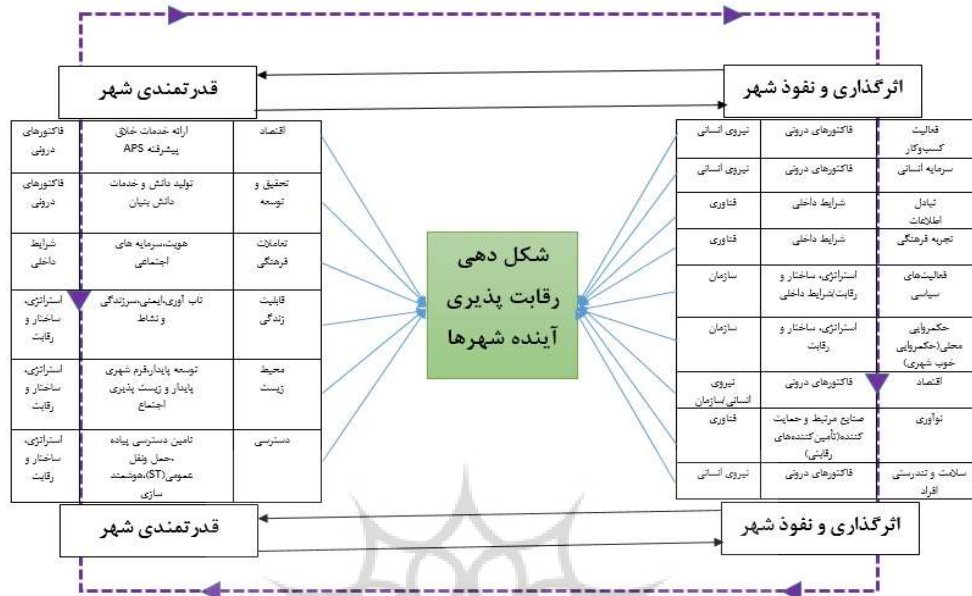 اثرگذاری و نفوذ شهر
قدرتمندی شهر
فعالیت
کسب‌وکار
فاکتورهای درونی
نیروی انسانی
سرمایه انسانی
فاکتورهای درونی
نیروی انسانی
تبادل
اطلاعات
شرایط داخلی
فناوری
تجربه فرهنگی
شرایط داخلی
فناوری
فعالیت‌های
سیاسی
استراتژی، ساختار و
رقابت/شرایط داخلی
سازمان
حکمروایی
محلی(حکمروایی
خوب شهری)
استراتژی، ساختار و
رقابت
سازمان
اقتصاد
فاکتورهای درونی
نیروی
انسانی/سازمان
نوآوری
صنایع مرتبط و حمایت
کننده(تأمین‌کننده‌های
رقابتی)
فناوری
سلامت و تندرستی
افراد
فاکتورهای درونی
نیروی انسانی
شکل دهی
رقابت پذیری
آینده شهرها
اقتصاد
ارائه خدمات خلاق
پیشرفته APS
فاکتورهای
درونی
تحقیق و
توسعه
تولید دانش و خدمات
دانش بنیان
فاکتورهای
درونی
تعاملات
فرهنگی
هویت،سرمایه های
اجتماعی
شرایط
داخلی
قابلیت
زندگی
تاب آوری،ایمنی،سرزندگی
و نشاط
استراتژی،
ساختار و
رقابت
محیط
زیست
توسعه پایدار،فرم شهری
پایدار و زیست پذیری
اجتماع
استراتژی،
ساختار و
رقابت
دسترسی
تامین دسترسی پیاده
،حمل ونقل
عمومی(ST)،هوشمند
سازی
استراتژی،
ساختار و
رقابت
اثرگذاری و نفوذ شهر
قدرتمندی شهر